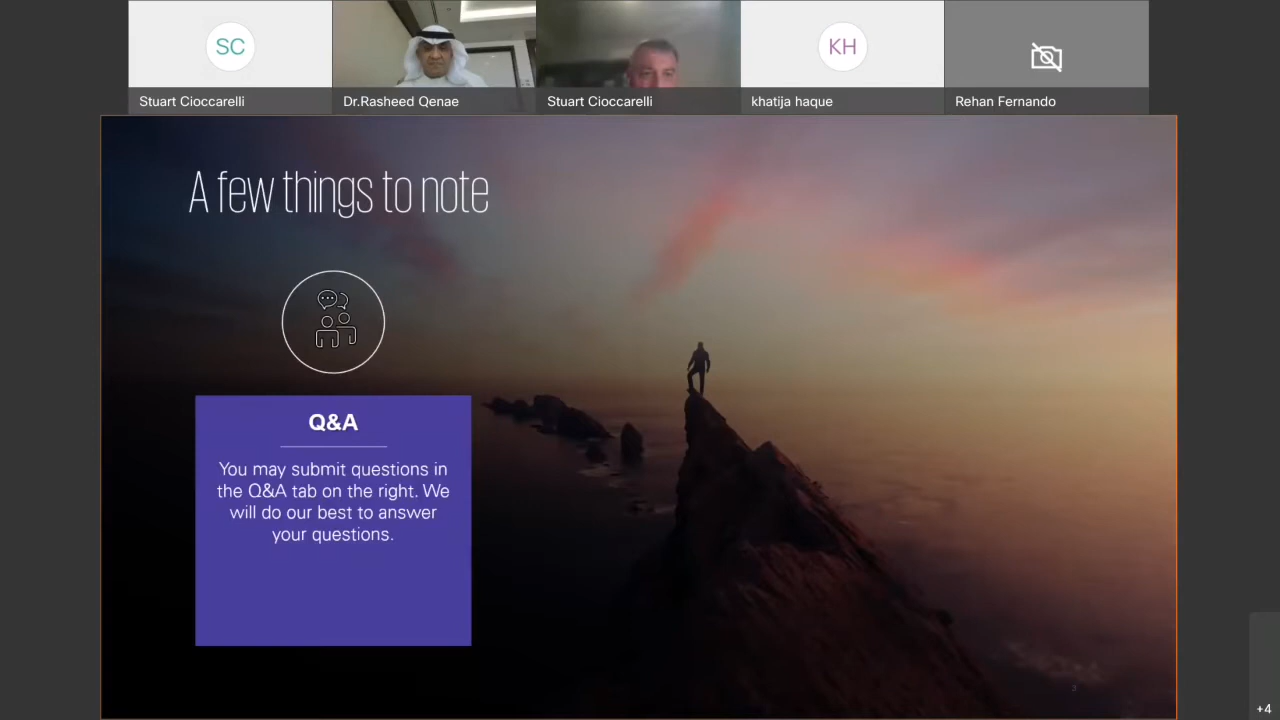 SC
KH
Stuart Cioccarelli
Dr.Rasheed Qenae
Stuart Cioccarelli
khatija haque
Rehan Fernando
A few things to note
Q&A
You may submit questions in
the Q&A tab on the right. We
will do our best to answer
your questions.
2
+4